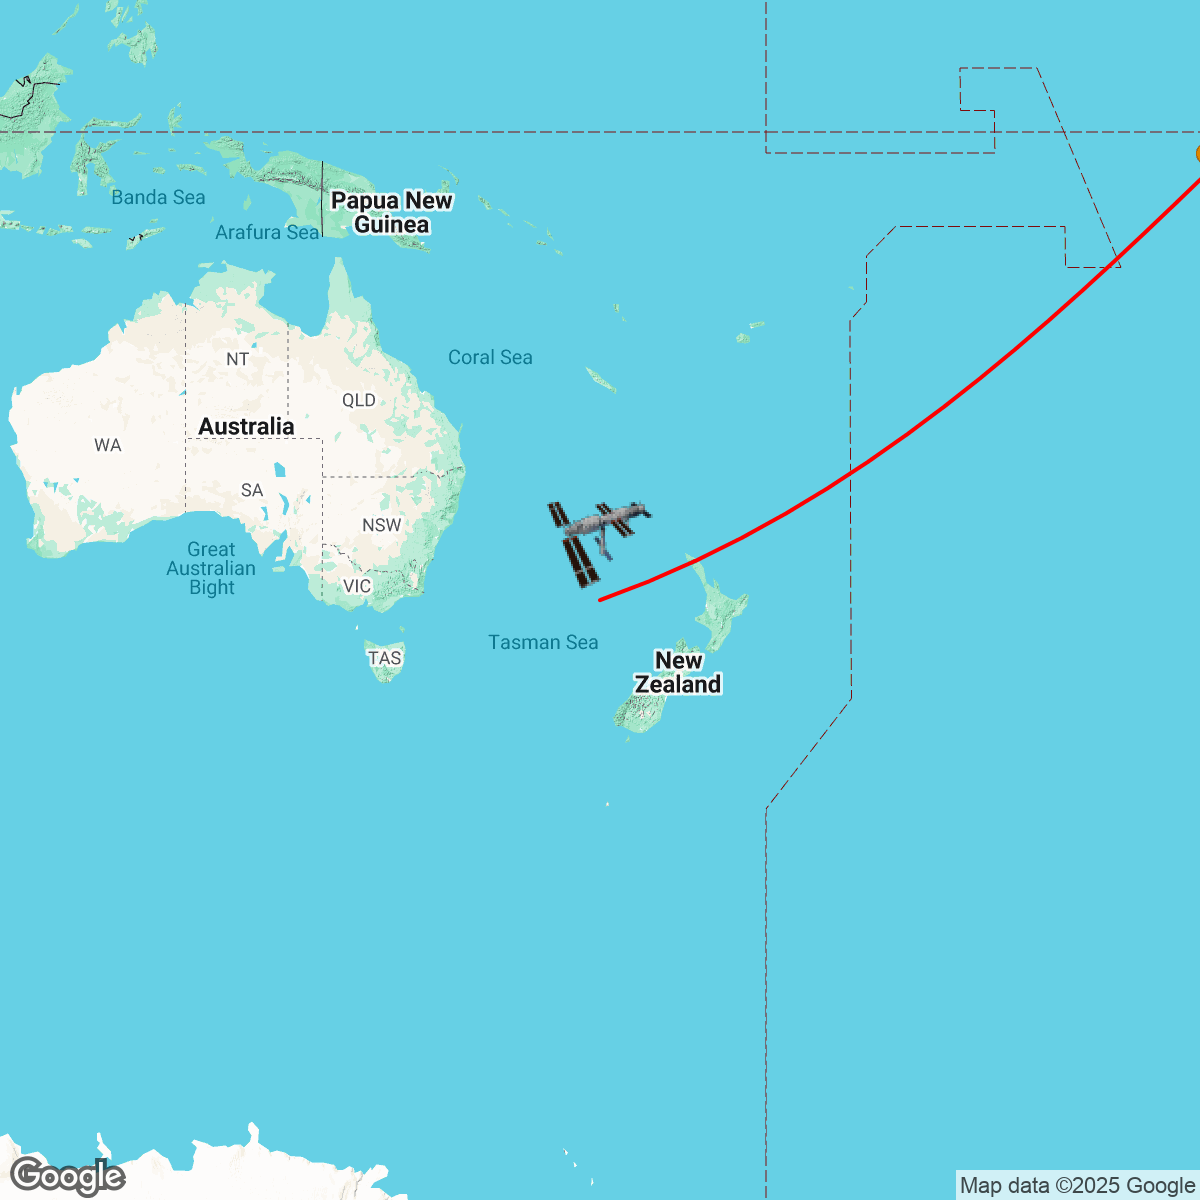 Papua New
Guinea
Banda Sea
Arafura Sea
Coral Sea
NT
QLD
Australia
WA
SA
NSW
Great
Australian
Bight
VIC
TAS
Tasman Sea
New
Zealand
Google
Map data ©2025 Google